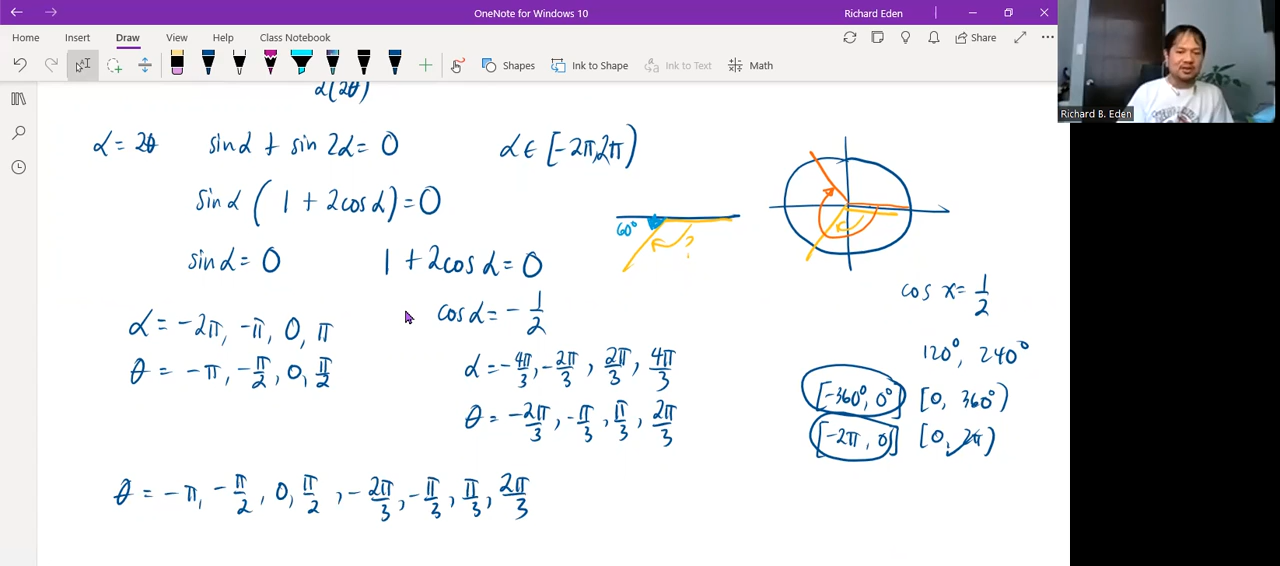 OneNote for Windows 10
Richard Eden
Home Insert Draw View Help Class Notebook
Share
Shapes Ink to Shape Ink to Text Math
Richard B. Eden
α(2θ)
α = 2θ sin α + sin 2α = 0 α ∈ [-2π, 2π)
sin α (1 + 2cos α) = 0
60°
?
sin α = 0 1 + 2cos α = 0
cos x = 1/2
cos α = - 1/2
α = -2π, -π, 0, π
120°, 240°
α = -4π/3, -2π/3, 2π/3, 4π/3
θ = -π, -π/2, 0, π/2
[-360°, 0°] [0, 360°)
θ = -2π/3, -π/3, π/3, 2π/3
[-2π, 0] [0, 2π)
θ = -π, -π/2, 0, π/2, -2π/3, -π/3, π/3, 2π/3